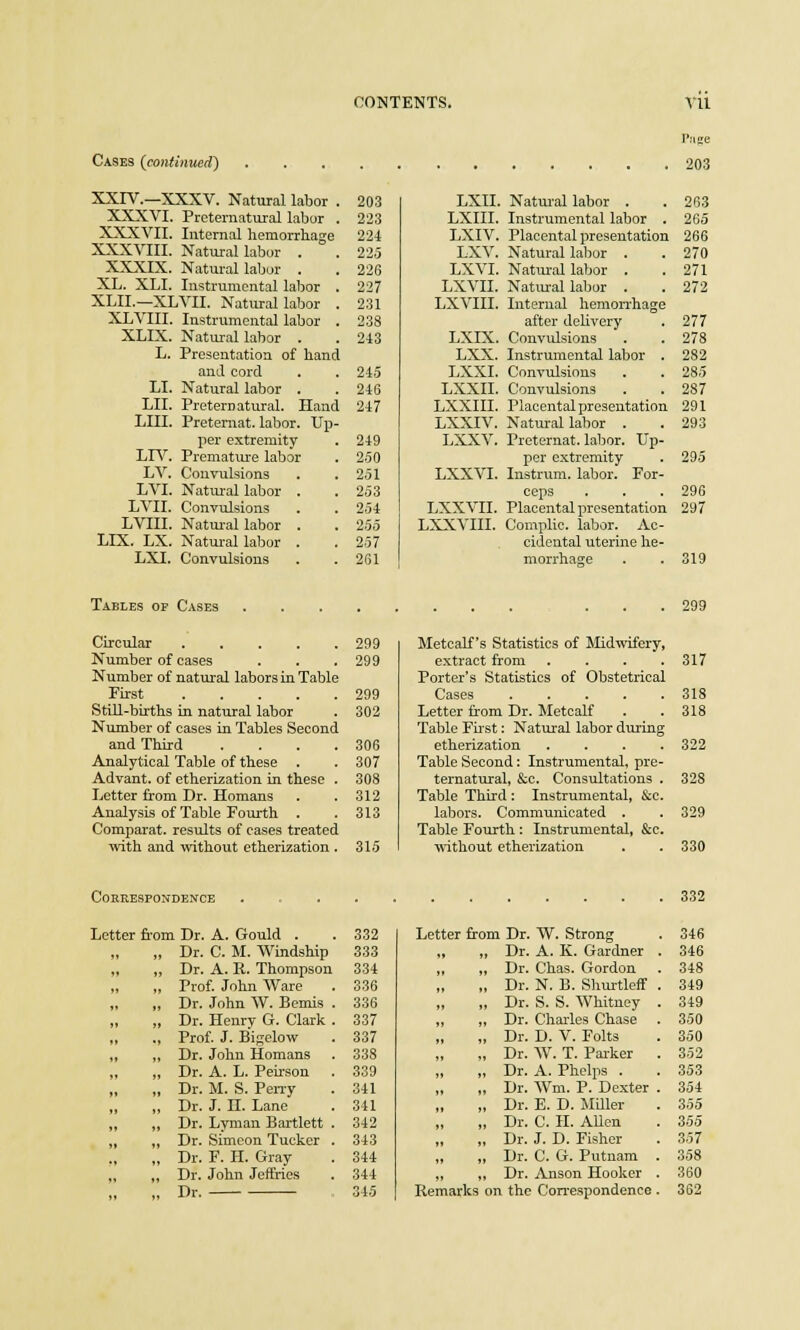 CONTENTS. vii
Page
Cases (continued) . . . . . . . . . . . . . 203
XXIV.—XXXV. Natural labor . 203
XXXVI. Preternatural labor . 223
XXXVII. Internal hemorrhage 224
XXXVIII. Natural labor . . 225
XXXIX. Natural labor . . 226
XL. XLI. Instrumental labor . 227
XLII.—XLVII. Natural labor . 231
XLVIII. Instrumental labor . 238
XLIX. Natural labor . . 243
L. Presentation of hand
and cord . . 245
LI. Natural labor . . 246
LII. Preternatural. Hand 247
LIII. Preternat. labor. Up-
per extremity . 249
LIV. Premature labor . 250
LV. Convulsions . . 251
LVI. Natural labor . . 253
LVII. Convulsions . . 254
LVIII. Natural labor . . 255
LIX. LX. Natural labor . . 257
LXI. Convulsions . . 261
LXII. Natural labor . . 263
LXIII. Instrumental labor . 265
LXIV. Placental presentation 266
LXV. Natural labor . . 270
LXVI. Natural labor . . 271
LXVII. Natural labor . . 272
LXVIII. Internal hemorrhage
after delivery . 277
LXIX. Convulsions . . 278
LXX. Instrumental labor . 282
LXXI. Convulsions . . 285
LXXII. Convulsions . . 287
LXXIII. Placental presentation 291
LXXIV. Natural labor . . 293
LXXV. Preternat. labor. Up-
per extremity . 295
LXXVI. Instrum. labor. For-
ceps . . . 296
LXXVII. Placental presentation 297
LXXVIII. Complic. labor. Ac-
cidental uterine he-
morrhage . . 319
Tables of Cases . . . . . . . . . . . 299
Circular . . . . . 299
Number of cases . . . 299
Number of natural labors in Table
First . . . . . 299
Still-births in natural labor . 302
Number of cases in Tables Second
and Third . . . . 306
Analytical Table of these . . 307
Advant. of etherization in these . 308
Letter from Dr. Homans . . 312
Analysis of Table Fourth . . 313
Comparat. results of cases treated
with and without etherization . 315
Metcalf's Statistics of Midwifery,
extract from . . . . 317
Porter's Statistics of Obstetrical
Cases . . . . . 318
Letter from Dr. Metcalf . . 318
Table First: Natural labor during
etherization . . . . 322
Table Second: Instrumental, pre-
ternatural, &c. Consultations . 328
Table Third: Instrumental, &c.
labors. Communicated . . 329
Table Fourth: Instrumental, &c.
without etherization . . 330
Correspondence . . . . . . . . . . . . 332
Letter from Dr. A. Gould . . 332
„ „ Dr. C. M. Windship 333
„ „ Dr. A. R. Thompson 334
„ „ Prof. John Ware . 336
„ „ Dr. John W. Bemis . 336
„ „ Dr. Henry G. Clark . 337
„ „ Prof. J. Bigelow . 337
„ „ Dr. John Homans . 338
„ „ Dr. A. L. Peirson . 339
„ „ Dr. M. S. Perry . 341
„ „ Dr. J. H. Lane . 341
„ „ Dr. Lyman Bartlett . 342
„ „ Dr. Simeon Tucker . 343
„ „ Dr. F. H. Gray . 344
„ „ Dr. John Jeffries . 344
„ „ Dr. —— ——— . 345
Letter from Dr. W. Strong . 346
„ „ Dr. A. K. Gardner . 346
„ „ Dr. Chas. Gordon . 348
„ „ Dr. N. B. Shurtleff . 349
„ „ Dr. S. S. Whitney . 349
„ „ Dr. Charles Chase . 350
„ „ Dr. D. V. Folts . 350
„ „ Dr. W. T. Parker . 352
„ „ Dr. A. Phelps . . 353
„ „ Dr. Wm. P. Dexter . 354
„ „ Dr. E. D. Miller . 355
„ „ Dr. C. H. Allen . 355
„ „ Dr. J. D. Fisher . 357
„ „ Dr. C. G. Putnam . 358
„ „ Dr. Anson Hooker . 360
Remarks on the Correspondence . 362